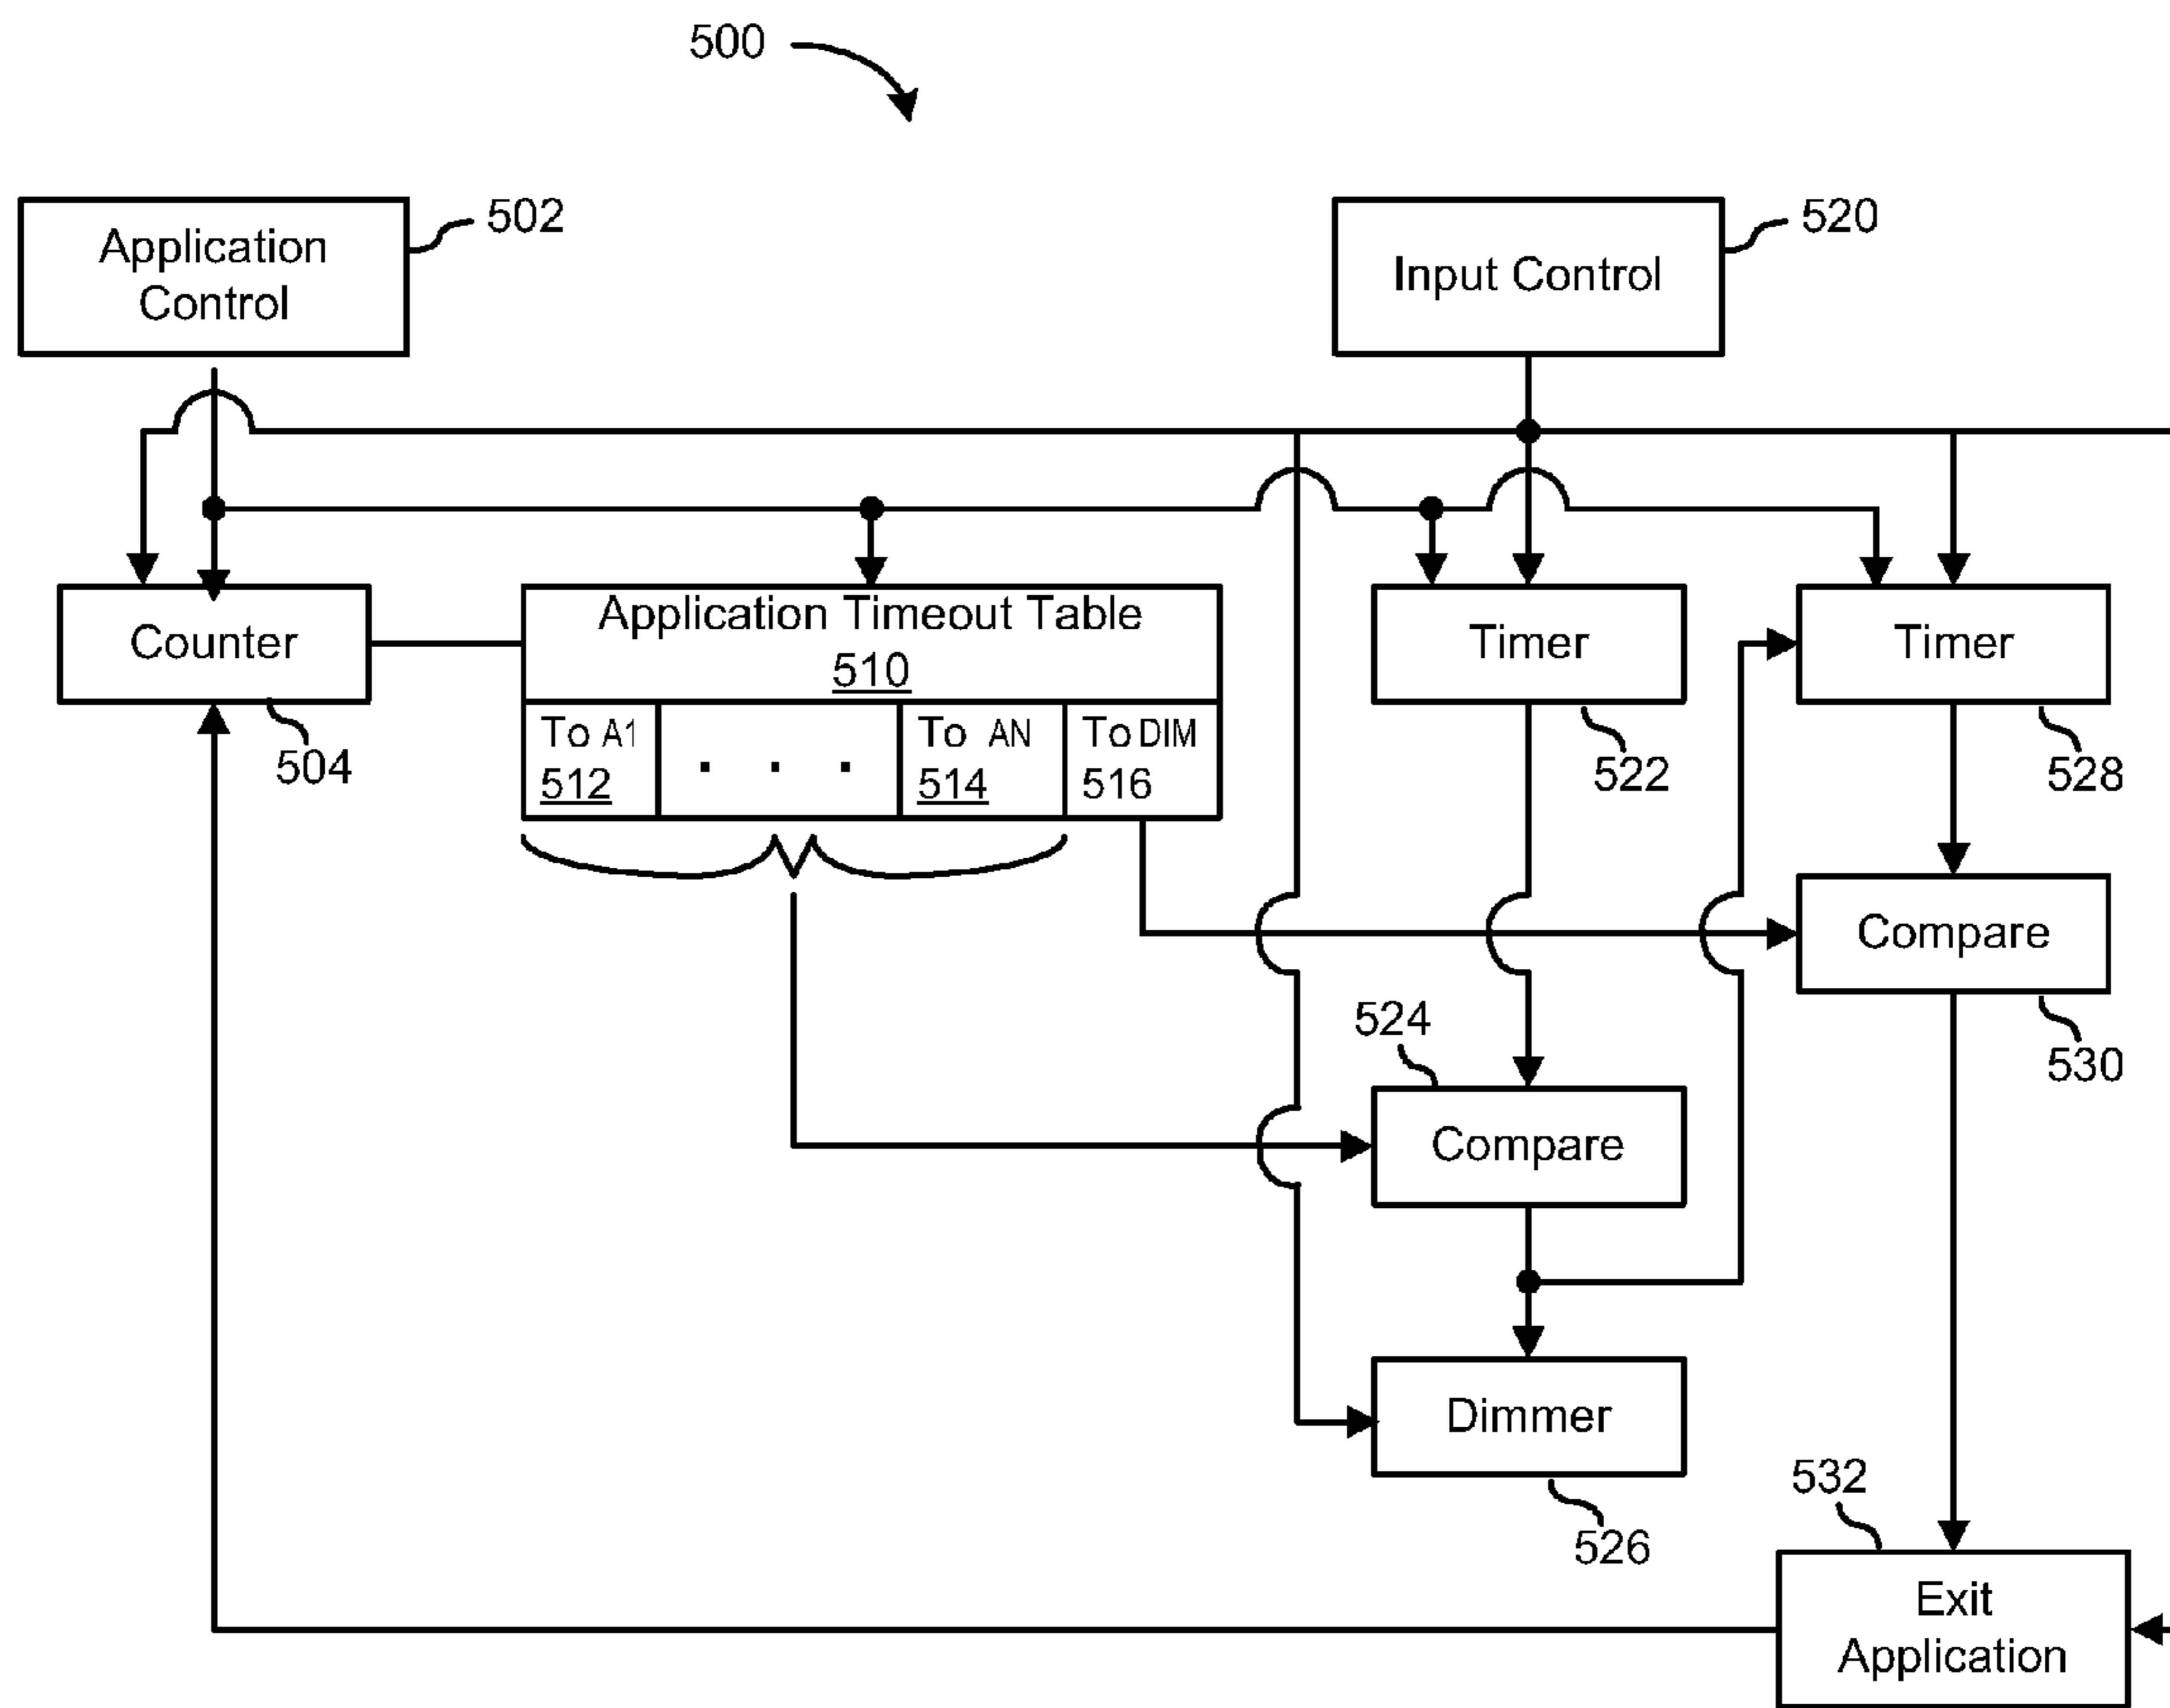 500
Application
Control
502
Input Control
520
Counter
504
Application Timeout Table
510
To A1
512
. . .
To AN
514
To DIM
516
Timer
522
Timer
528
Compare
530
524
Compare
Dimmer
526
532
Exit
Application